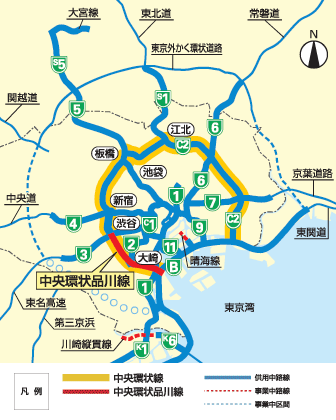 大宮線
東北道
常磐道
東京外かく環状道路
N
S5
関越道
S1
5
江北
6
C2
板橋
池袋
6
京葉道路
中央道
新宿
1
7
4
渋谷
C1
9
C2
東関道
3
2
大崎
11
晴海線
B
中央環状品川線
1
東名高速
東京湾
第三京浜
川崎縦貫線
K1
K6
凡例
中央環状線
中央環状品川線
供用中路線
事業中路線
事業中区間